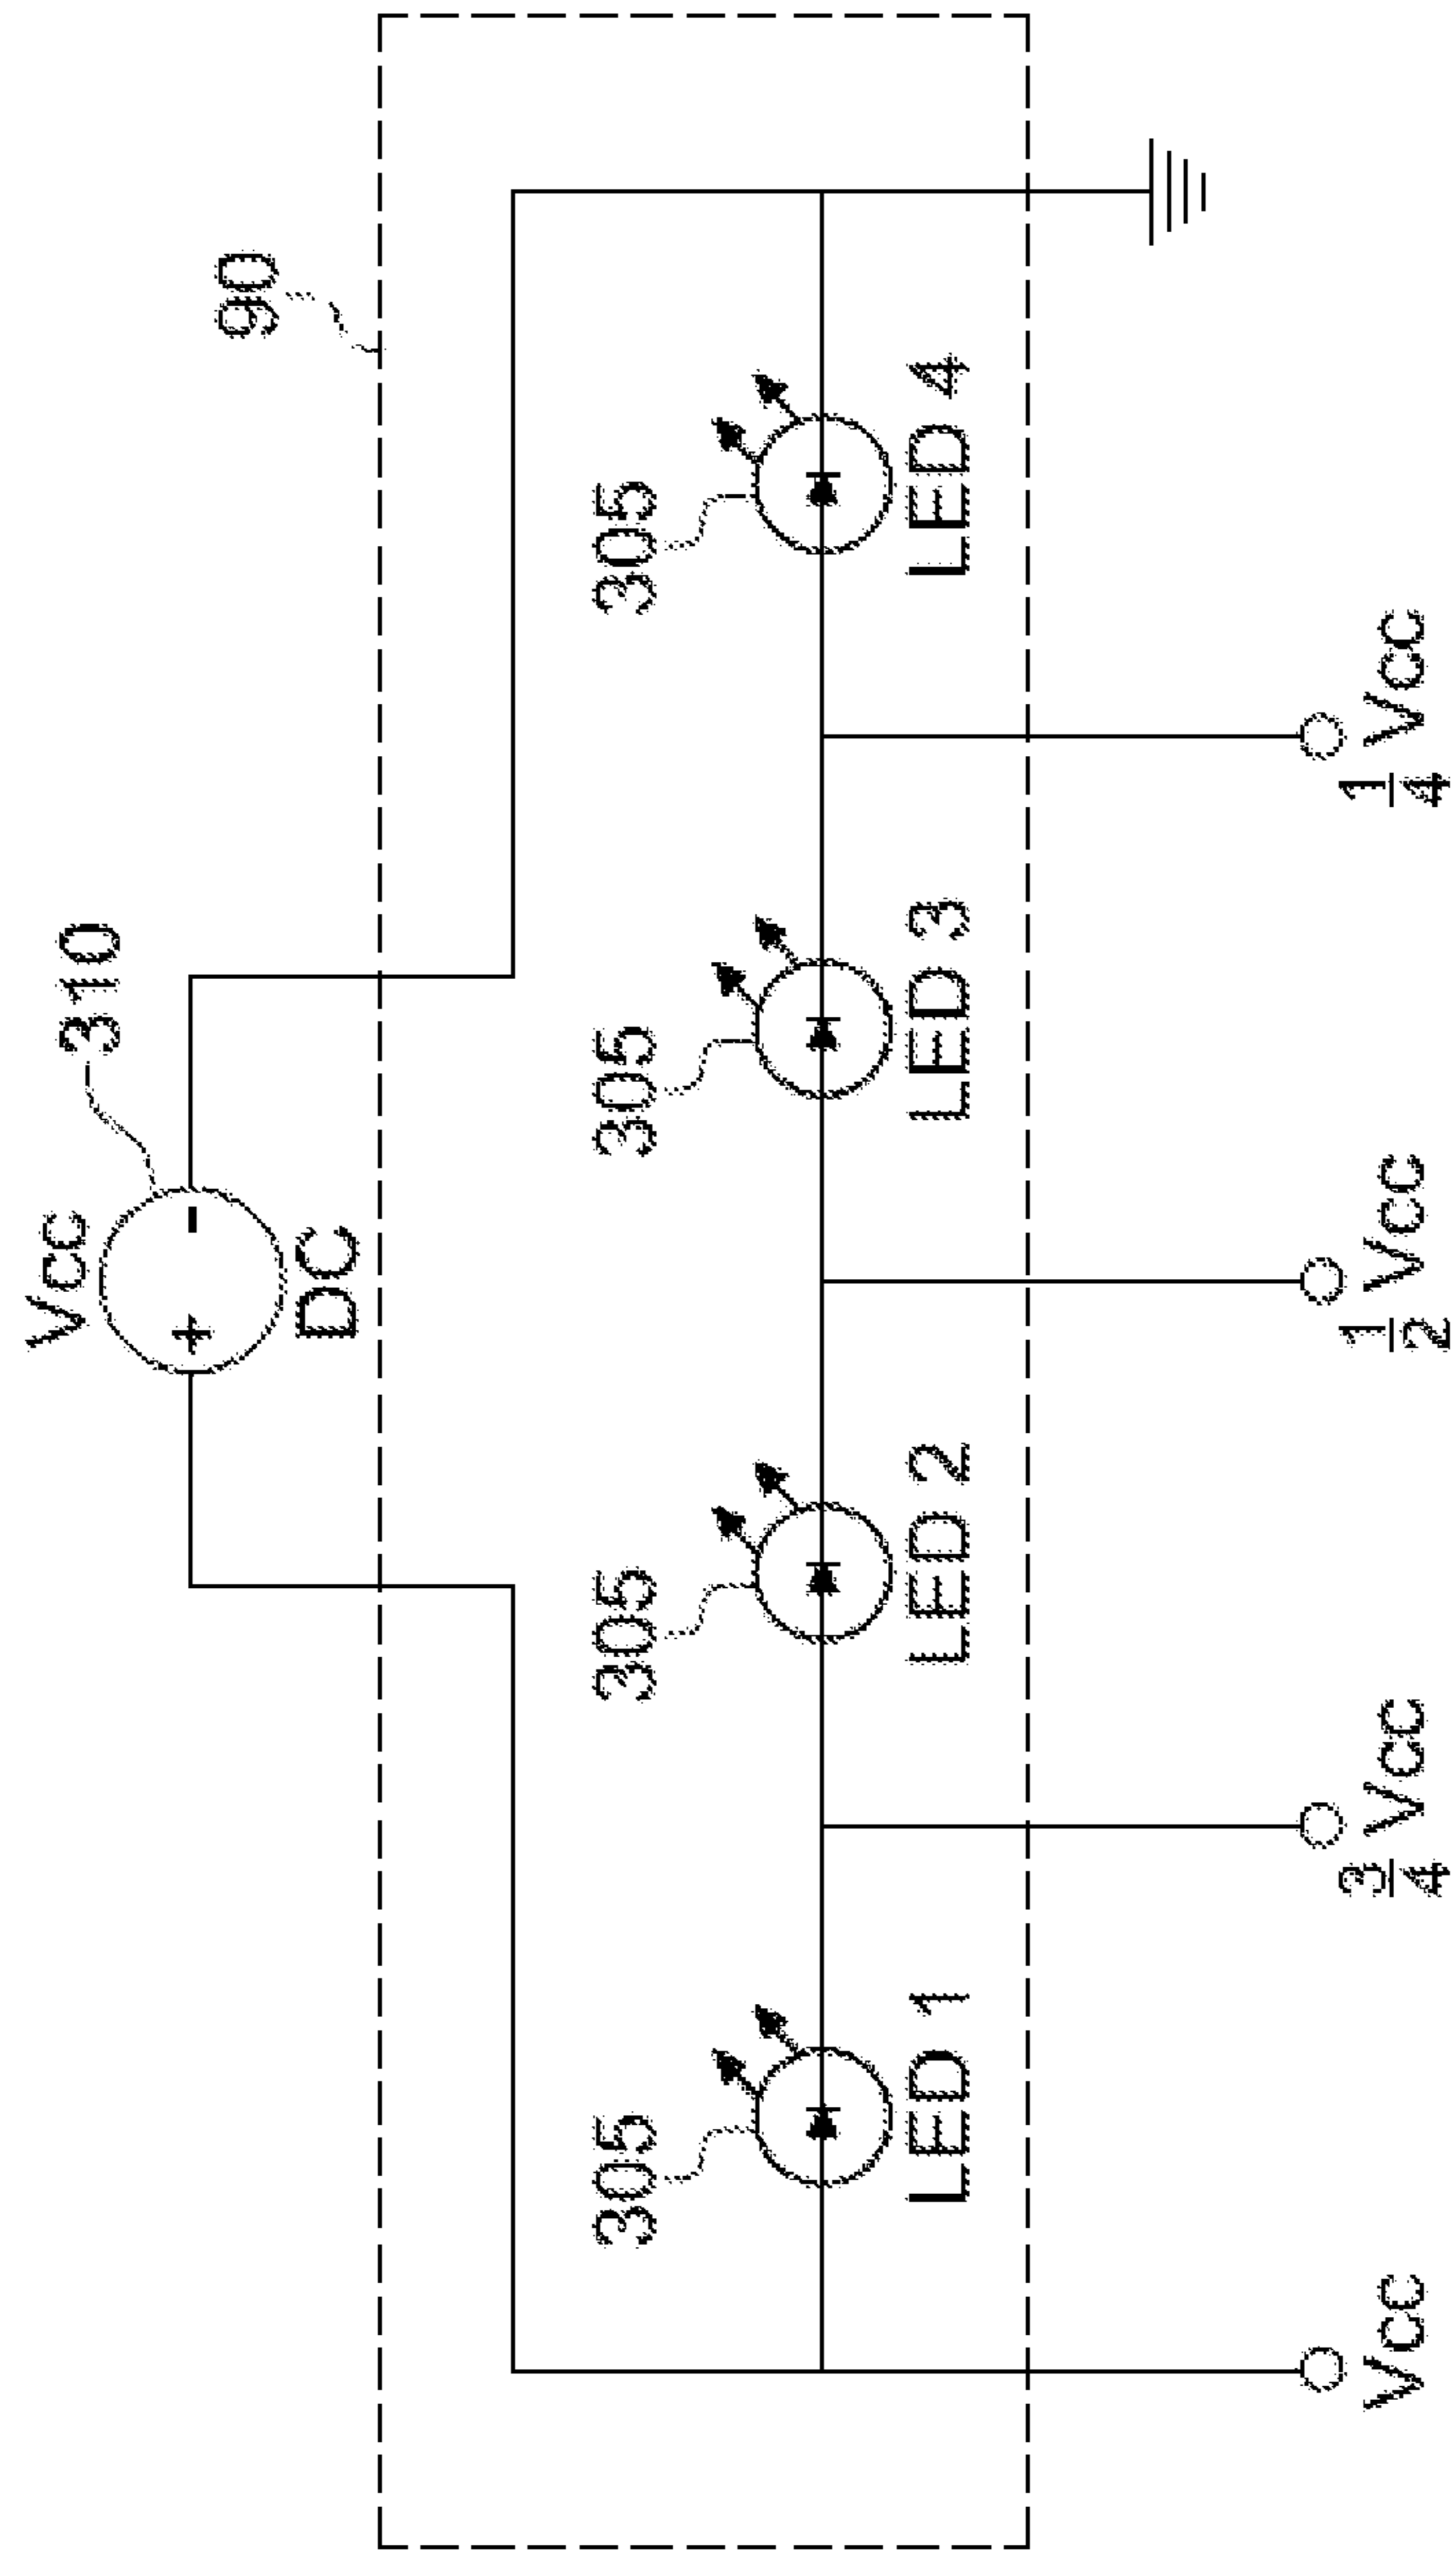 Vcc
310
+ -
DC
90
305
305
305
305
LED 1
LED 2
LED 3
LED 4
Vcc
3/4 Vcc
1/2 Vcc
1/4 Vcc